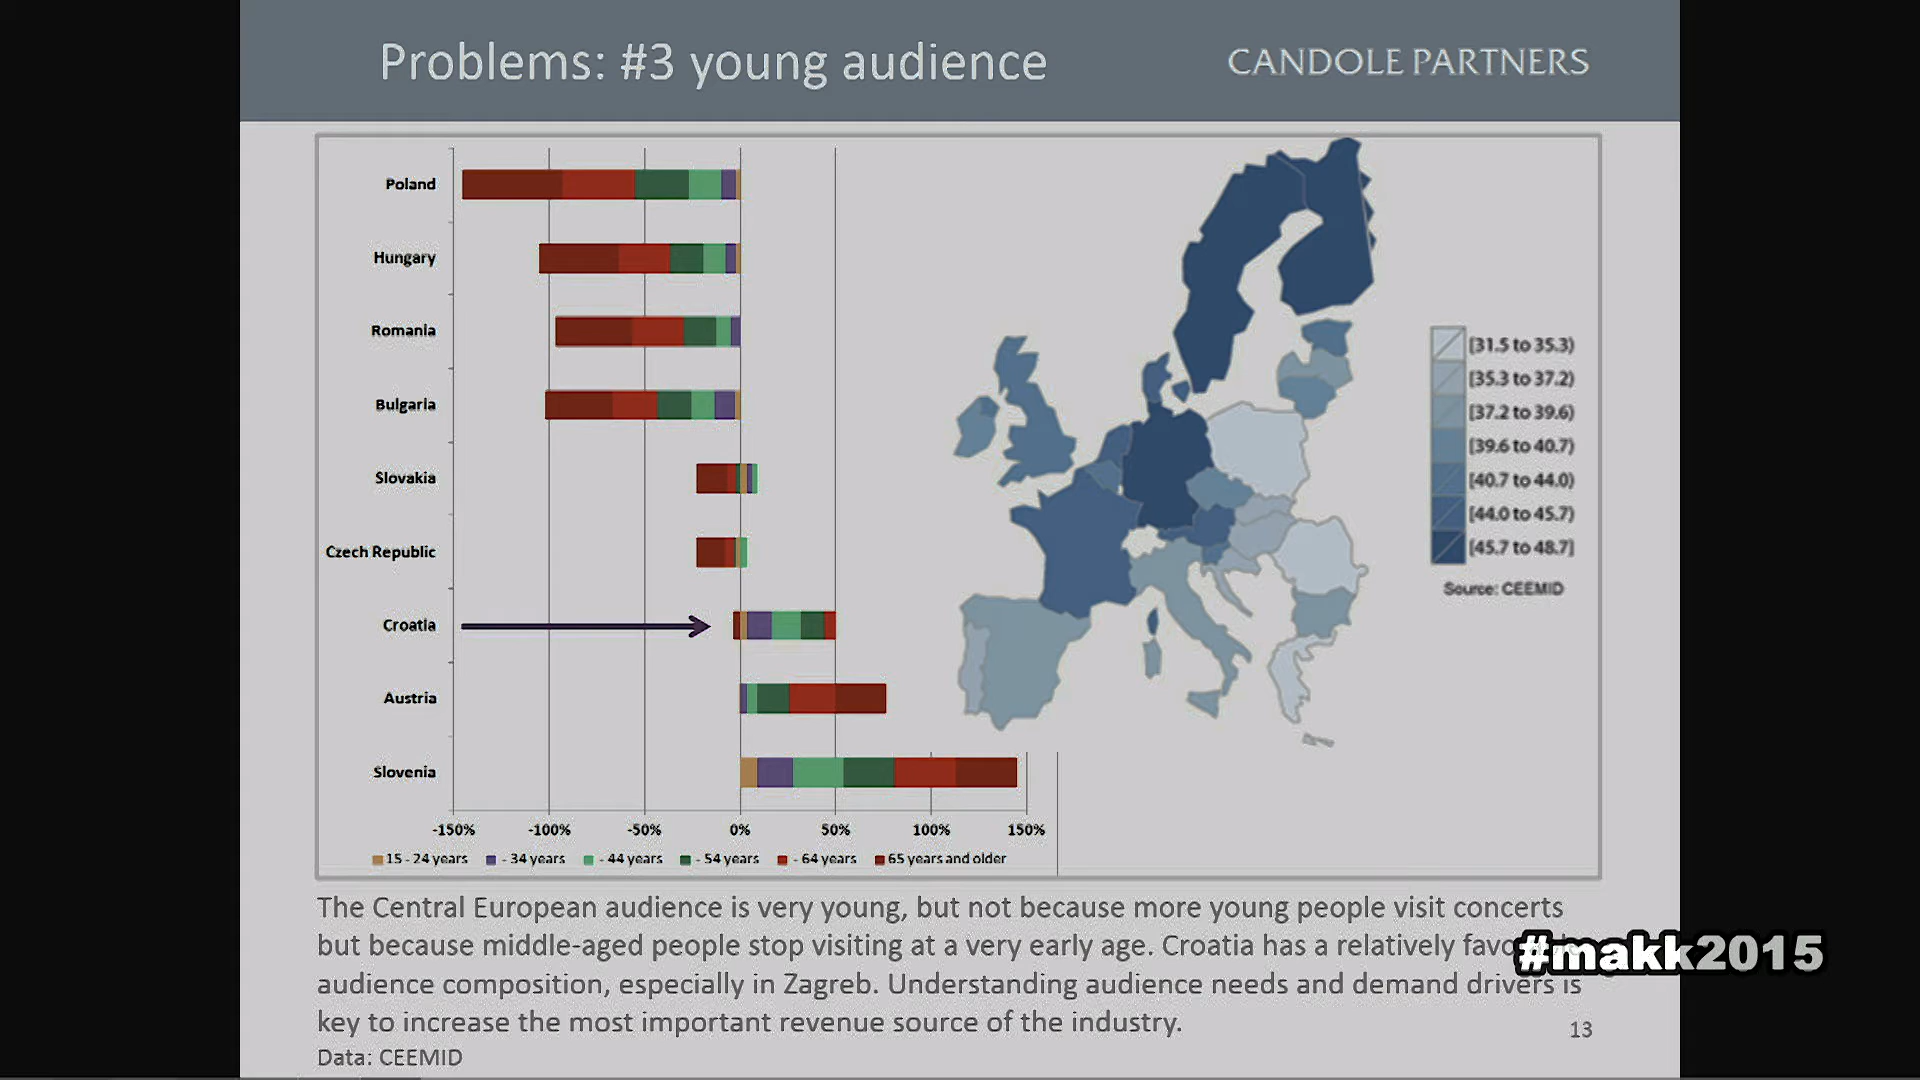 Problems: #3 young audience
CANDOLE PARTNERS
Poland
Hungary
Romania
Bulgaria
Slovakia
Czech Republic
Croatia
Austria
Slovenia
-150% -100% -50% 0% 50% 100% 150%
15 - 24 years - 34 years - 44 years - 54 years - 64 years 65 years and older
[31.5 to 35.3)
[35.3 to 37.2)
[37.2 to 39.6)
[39.6 to 40.7)
[40.7 to 44.0)
[44.0 to 45.7)
[45.7 to 48.7]
Source: CEEMID
The Central European audience is very young, but not because more young people visit concerts
but because middle-aged people stop visiting at a very early age. Croatia has a relatively
#makk2015
audience composition, especially in Zagreb. Understanding audience needs and demand drivers is
key to increase the most important revenue source of the industry.
13
Data: CEEMID